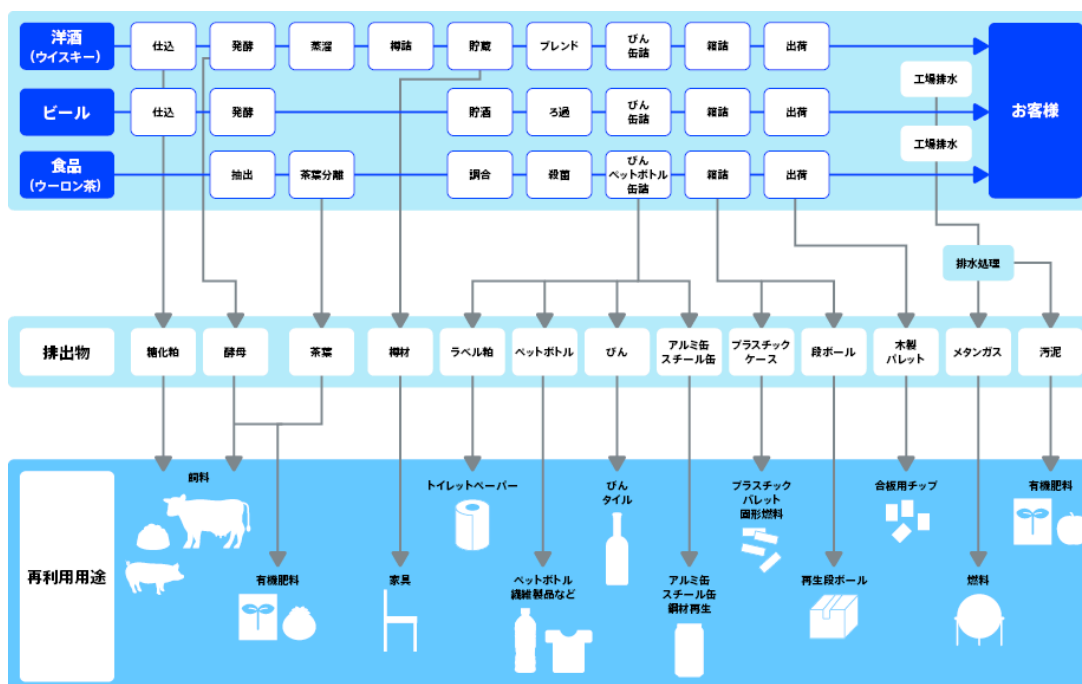 洋酒
(ウイスキー)
仕込
発酵
蒸溜
樽詰
貯蔵
ブレンド
びん
缶詰
箱詰
出荷
工場排水
お客様
ビール
仕込
発酵
貯酒
ろ過
びん
缶詰
箱詰
出荷
工場排水
食品
(ウーロン茶)
抽出
茶葉分離
調合
殺菌
びん
ペットボトル
缶詰
箱詰
出荷
排水処理
排出物
糖化粕
酵母
茶葉
樽材
ラベル粕
ペットボトル
びん
アルミ缶
スチール缶
プラスチック
ケース
段ボール
木製
パレット
メタンガス
汚泥
再利用用途
飼料
有機肥料
家具
トイレットペーパー
ペットボトル
繊維製品など
びん
タイル
アルミ缶
スチール缶
鋼材再生
プラスチック
パレット
固形燃料
再生段ボール
合板用チップ
燃料
有機肥料